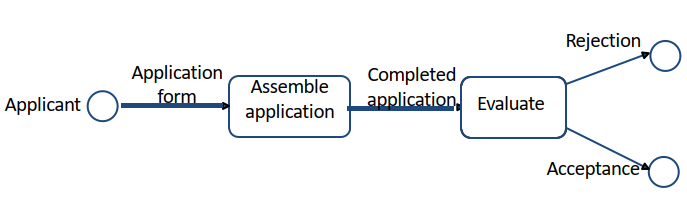 Applicant
Application
form
Assemble
application
Completed
application
Evaluate
Rejection
Acceptance